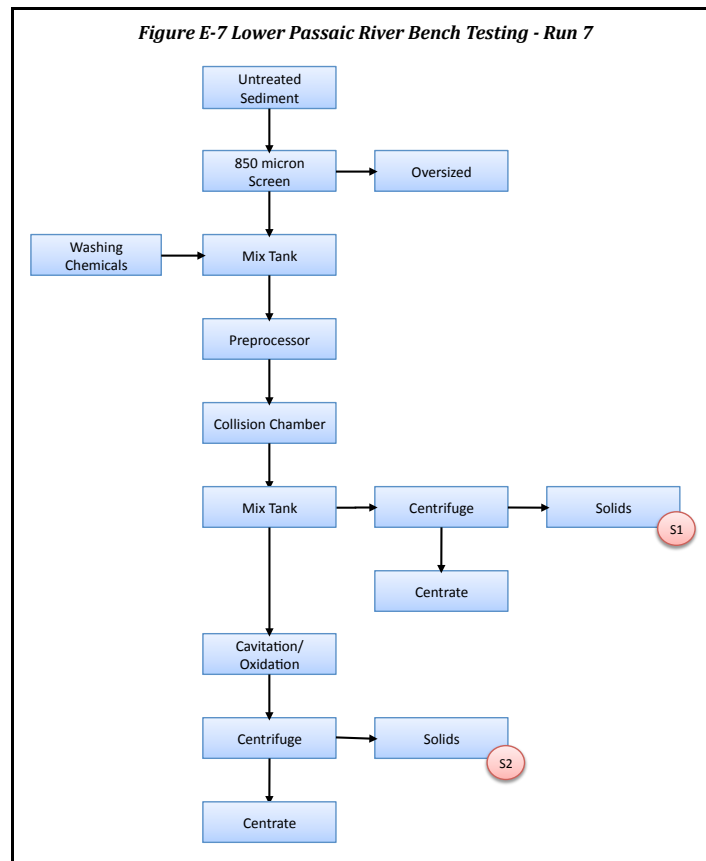 Figure E-7 Lower Passaic River Bench Testing - Run 7
Untreated
Sediment
850 micron
Screen
Oversized
Washing
Chemicals
Mix Tank
Preprocessor
Collision Chamber
Mix Tank
Centrifuge
Solids
S1
Centrate
Cavitation/
Oxidation
Centrifuge
Solids
S2
Centrate